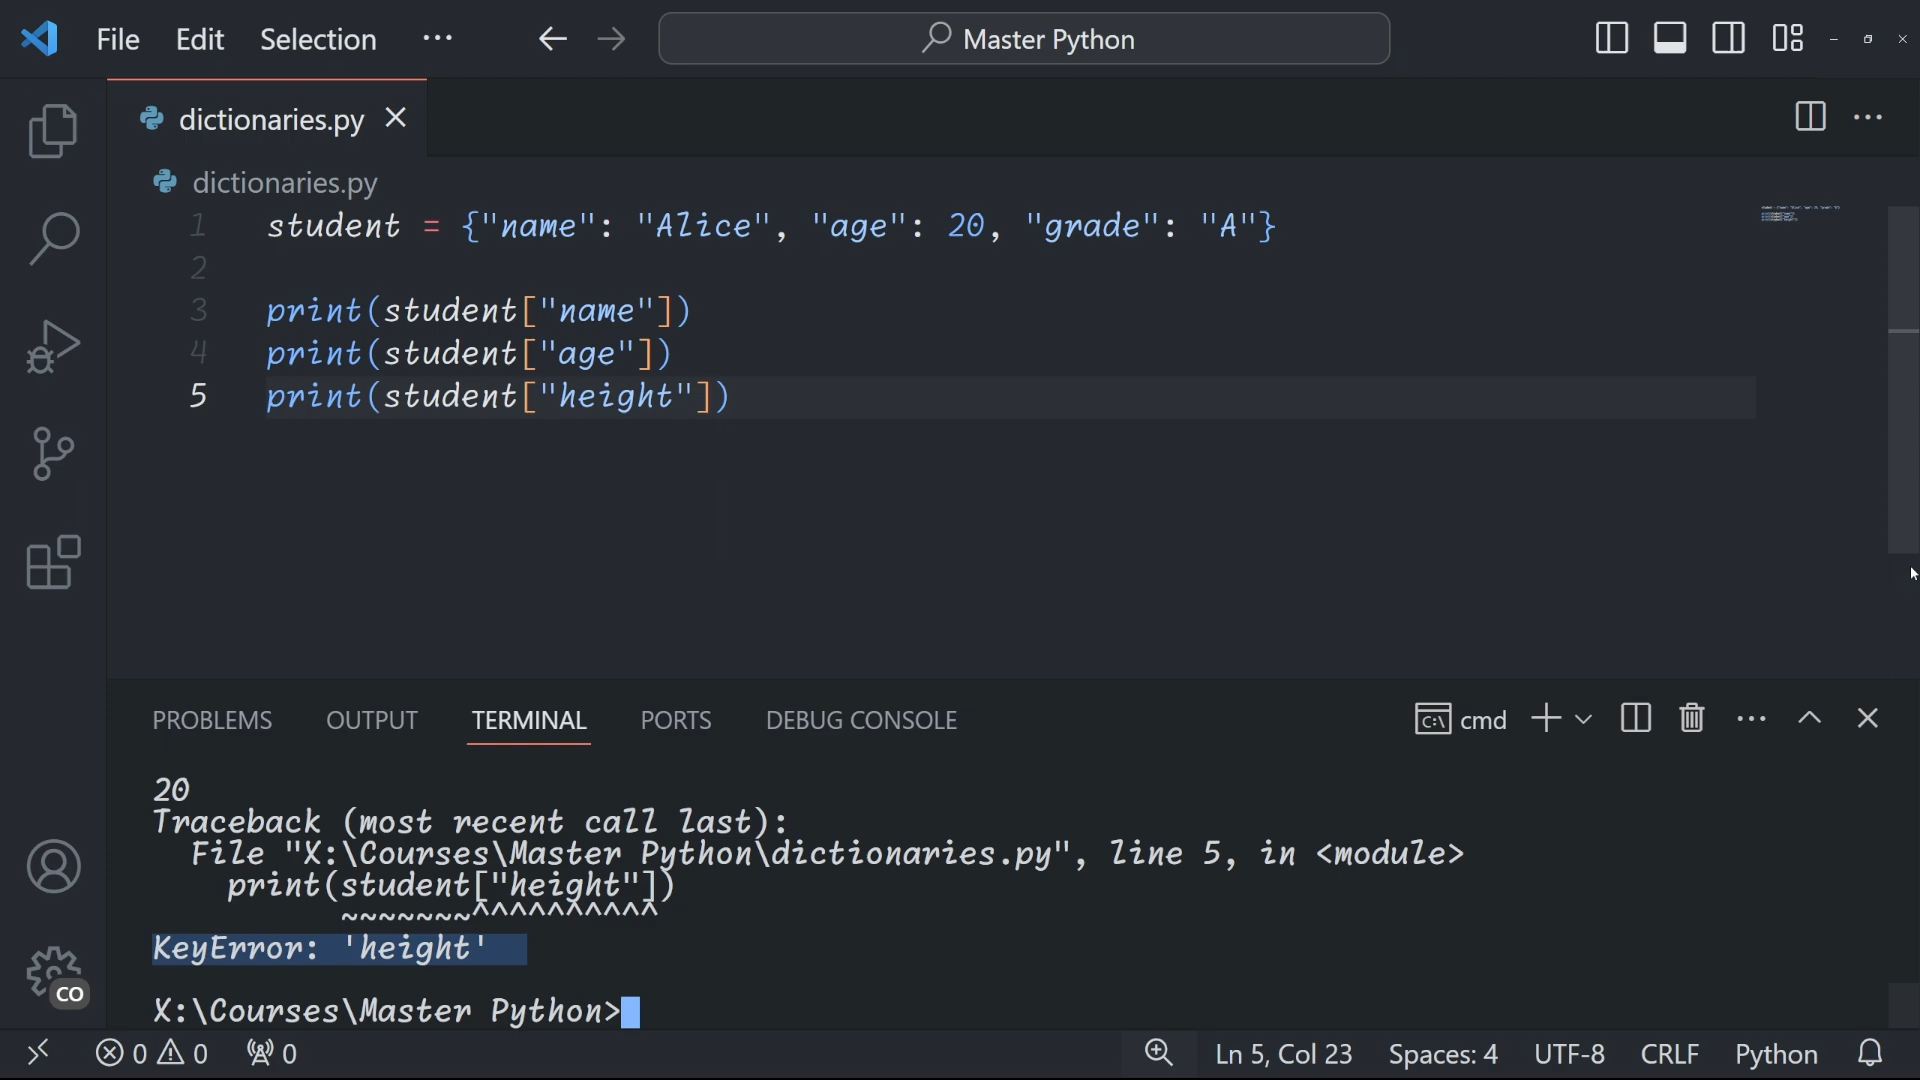 File Edit Selection ··· Master Python
dictionaries.py
dictionaries.py
1 student = {"name": "Alice", "age": 20, "grade": "A"}
2
3 print(student["name"])
4 print(student["age"])
5 print(student["height"])
PROBLEMS OUTPUT TERMINAL PORTS DEBUG CONSOLE cmd
20
Traceback (most recent call last):
File "X:\Courses\Master Python\dictionaries.py", line 5, in <module>
print(student["height"])
~~~~~~~^^^^^^^^^^
KeyError: 'height'
X:\Courses\Master Python>
CO
0 0 0 Ln 5, Col 23 Spaces: 4 UTF-8 CRLF Python